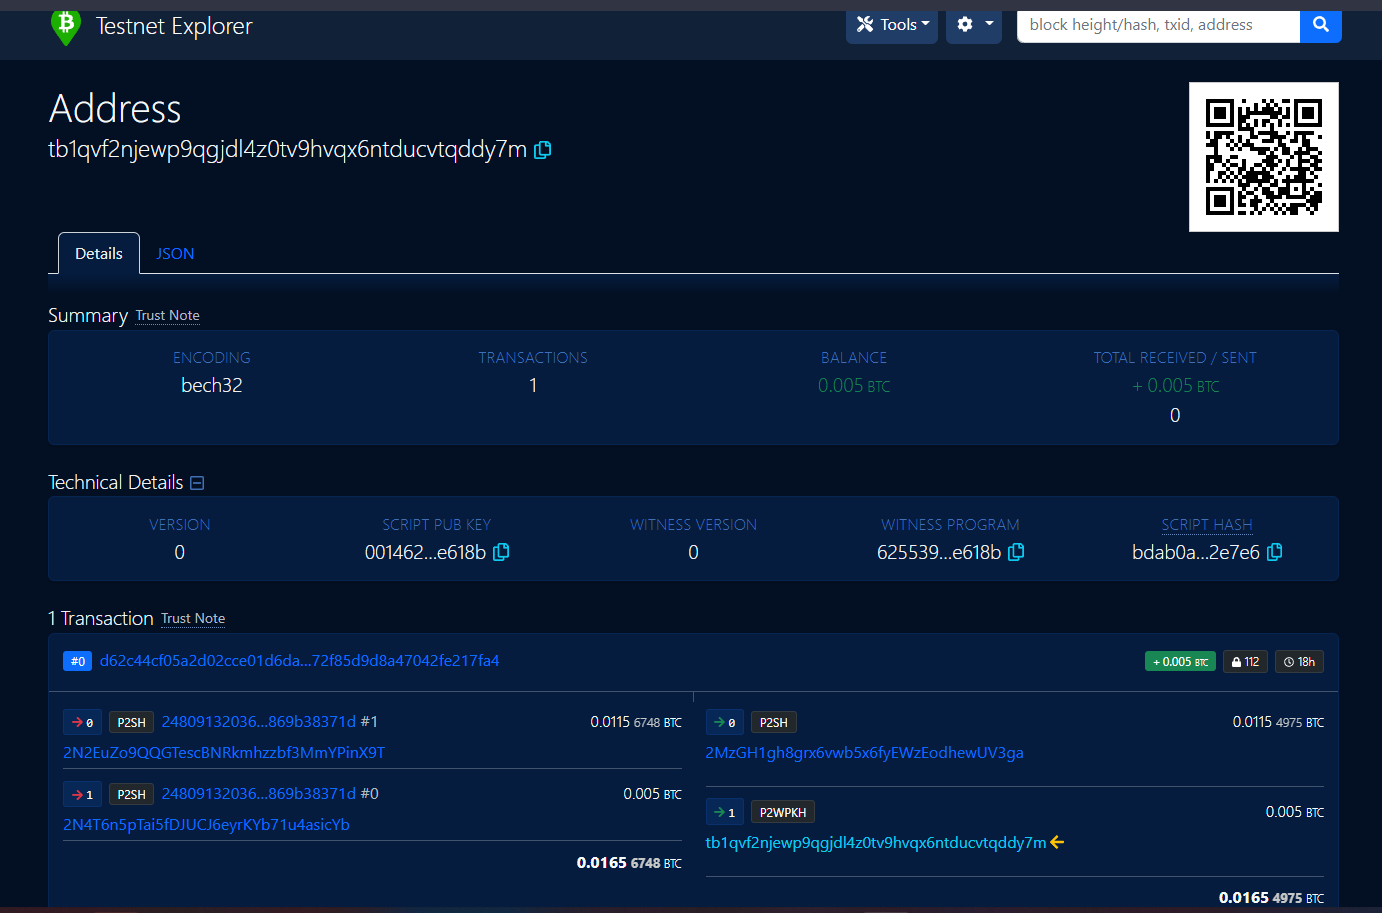 Testnet Explorer
Tools
block height/hash, txid, address
Address
tb1qvf2njewp9qgjdl4z0tv9hvqx6ntducvtqddy7m
Details
JSON
Summary Trust Note
ENCODING
bech32
TRANSACTIONS
1
BALANCE
0.005 BTC
TOTAL RECEIVED / SENT
+ 0.005 BTC
0
Technical Details
VERSION
0
SCRIPT PUB KEY
001462...e618b
WITNESS VERSION
0
WITNESS PROGRAM
625539...e618b
SCRIPT HASH
bdab0a...2e7e6
1 Transaction Trust Note
#0 d62c44cf05a2d02cce01d6da...72f85d9d8a47042fe217fa4
+ 0.005 BTC 112 18h
0 P2SH 24809132036...869b38371d #1 0.0115 6748 BTC
2N2EuZo9QQGTescBNRkmhzzbf3MmYPinX9T
1 P2SH 24809132036...869b38371d #0 0.005 BTC
2N4T6n5pTai5fDJUCJ6eyrKYb71u4asicYb
0.0165 6748 BTC
0 P2SH 0.0115 4975 BTC
2MzGH1gh8grx6vwb5x6fyEWzEodhewUV3ga
1 P2WPKH 0.005 BTC
tb1qvf2njewp9qgjdl4z0tv9hvqx6ntducvtqddy7m
0.0165 4975 BTC